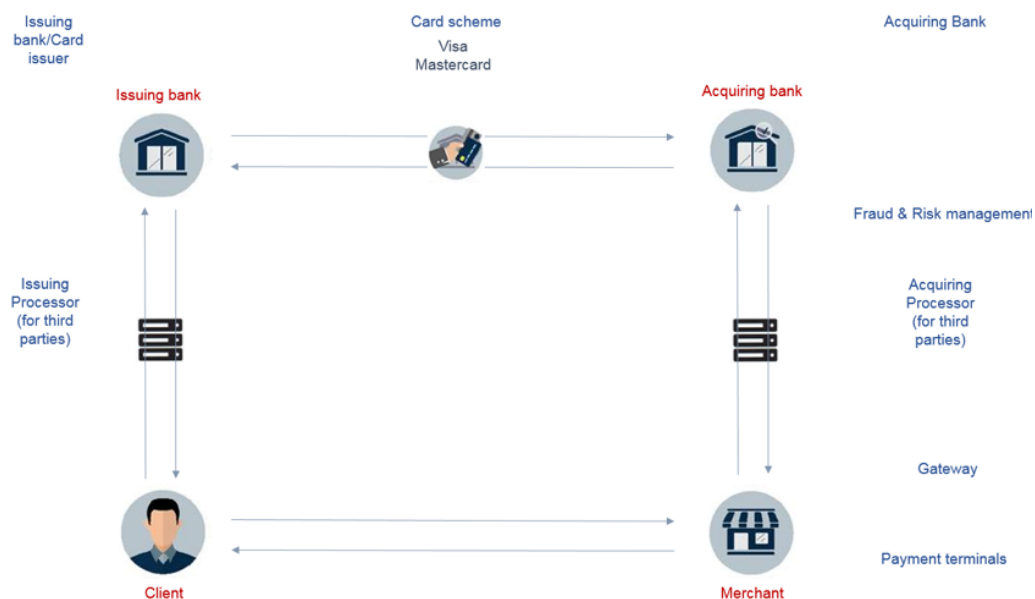 Issuing
bank/Card
issuer
Card scheme
Visa
Mastercard
Acquiring Bank
Issuing bank
Acquiring bank
Fraud & Risk management
Issuing
Processor
(for third
parties)
Acquiring
Processor
(for third
parties)
Gateway
Payment terminals
Client
Merchant